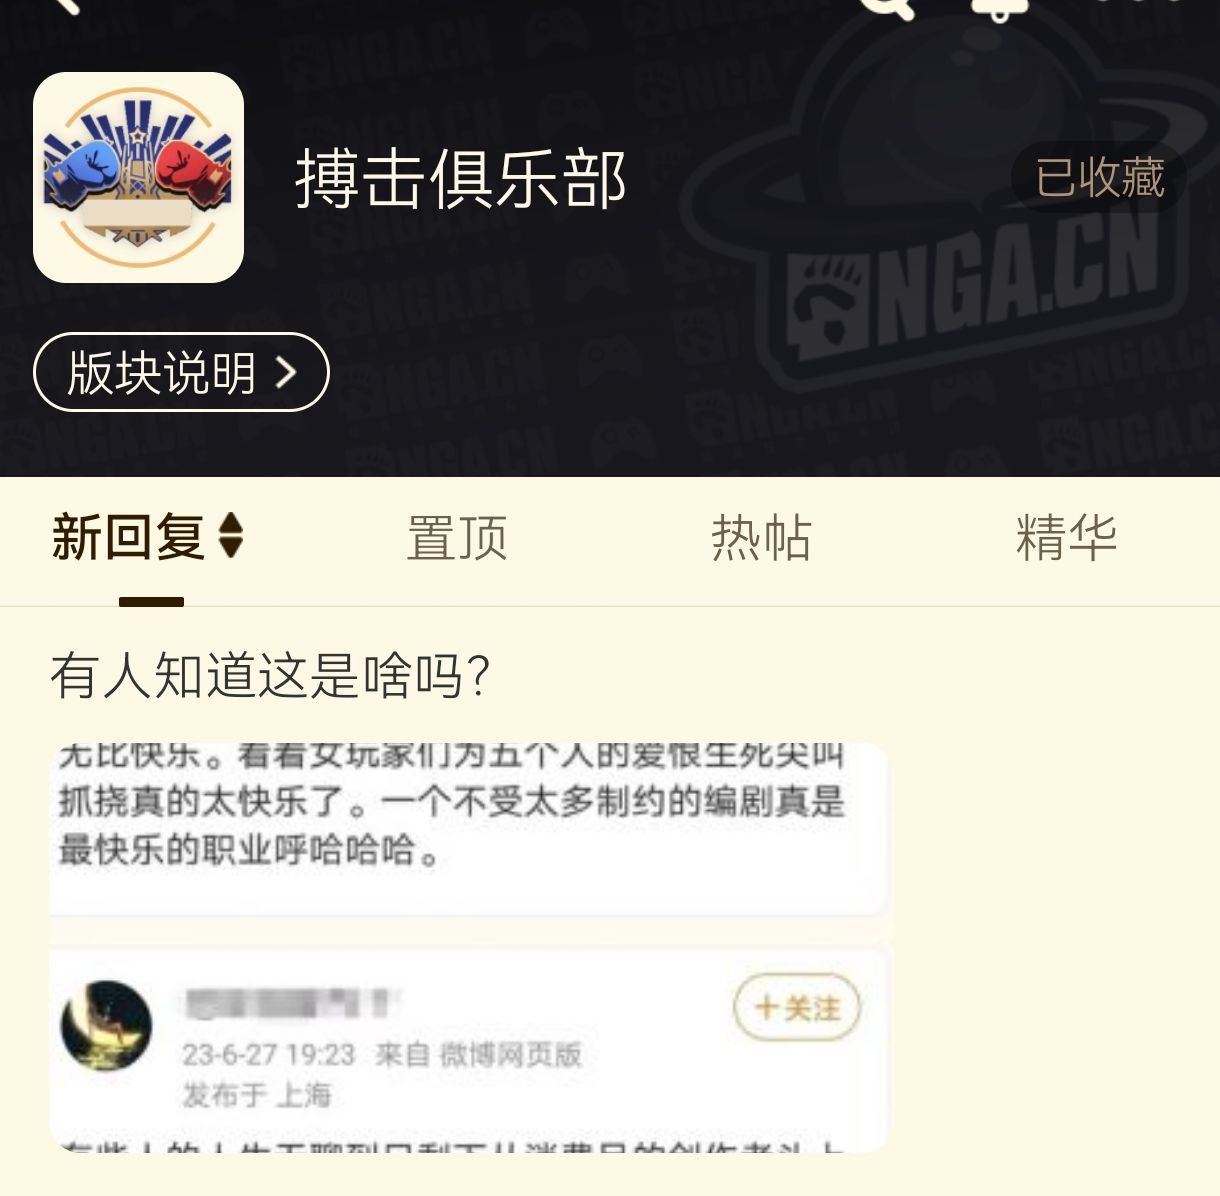 搏击俱乐部
已收藏
NGA.CN
版块说明
新回复
置顶
热帖
精华
有人知道这是啥吗？
无比快乐。看着女玩家们为五个人的爱恨生死尖叫
抓挠真的太快乐了。一个不受太多制约的编剧真是
最快乐的职业呼哈哈哈。
+关注
23-6-27 19:23 来自 微博网页版
发布于 上海